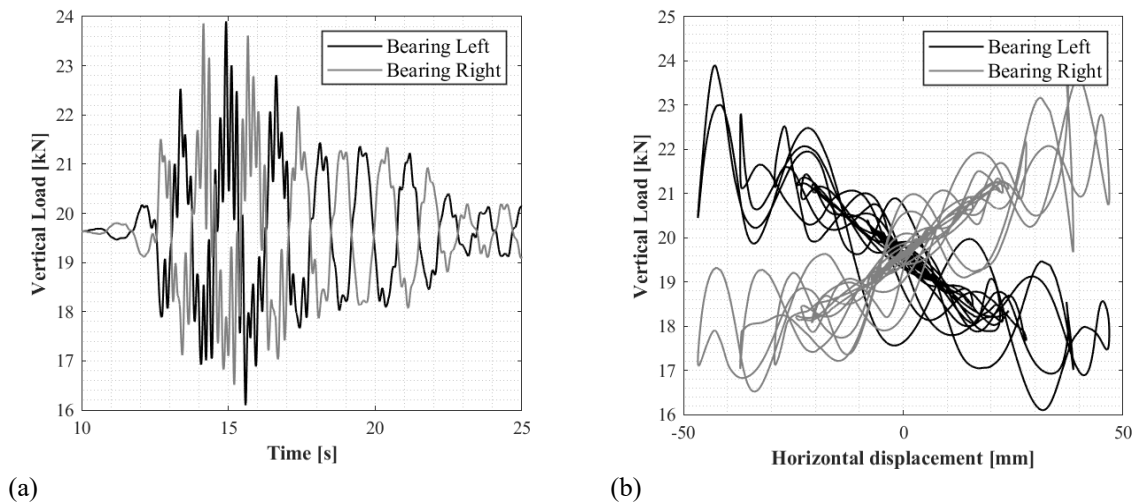 24
23
22
21
20
19
18
17
16
Vertical Load [kN]
Bearing Left
Bearing Right
10
15
20
25
Time [s]
(a)
25
24
23
22
21
20
19
18
17
16
Vertical Load [kN]
Bearing Left
Bearing Right
-50
0
50
Horizontal displacement [mm]
(b)